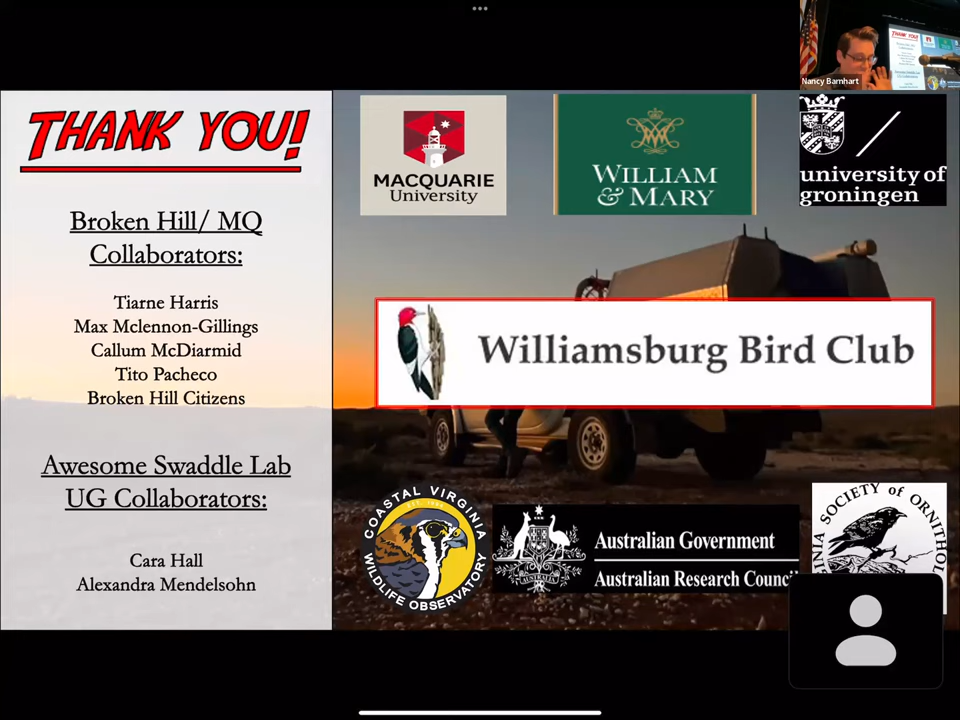 THANK YOU!
Broken Hill/ MQ
Collaborators:
Tiarne Harris
Max Mclennon-Gillings
Callum McDiarmid
Tito Pacheco
Broken Hill Citizens
Awesome Swaddle Lab
UG Collaborators:
Cara Hall
Alexandra Mendelsohn
MACQUARIE
University
WILLIAM
& MARY
university of
groningen
Nancy Barnhart
THANK YOU!
Williamsburg Bird Club
COASTAL VIRGINIA
WILDLIFE OBSERVATORY
Australian Government
Australian Research Counci
SOCIETY of